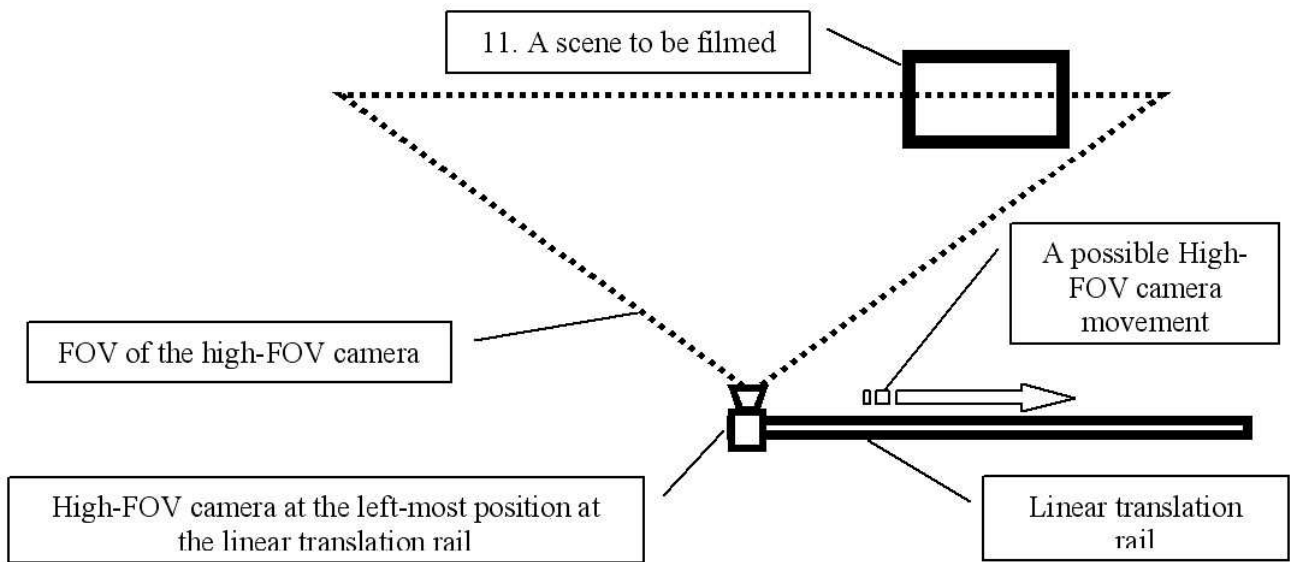 11. A scene to be filmed
A possible High-
FOV camera
movement
FOV of the high-FOV camera
High-FOV camera at the left-most position at
the linear translation rail
Linear translation
rail